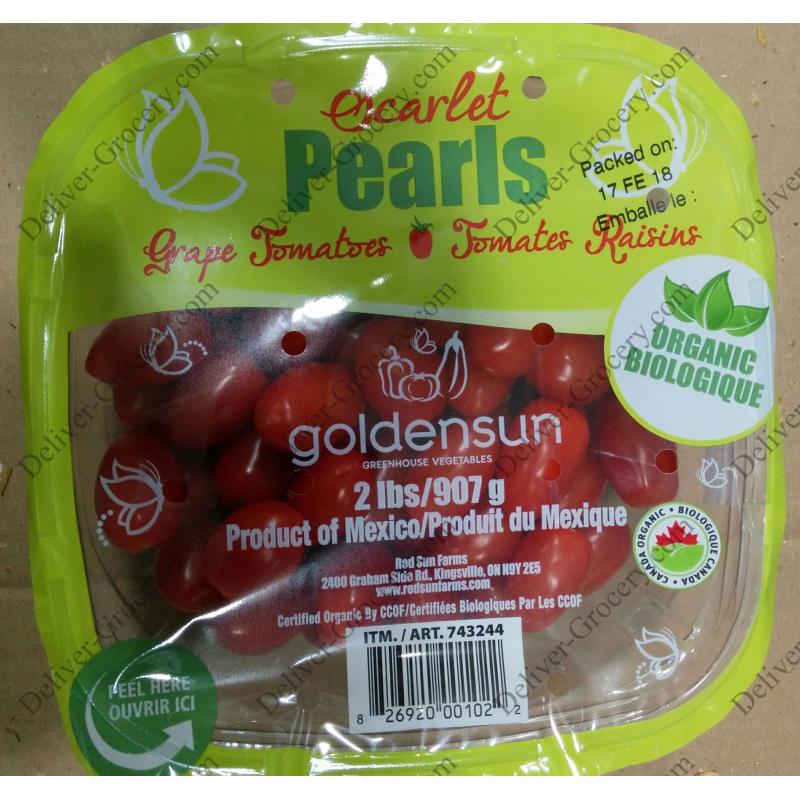 Scarlet
Pearls
Packed on:
17 FE 18
Emballe le :
Grape Tomatoes Tomates Raisins
ORGANIC
BIOLOGIQUE
goldensun
GREENHOUSE VEGETABLES
2 lbs/907 g
Product of Mexico/Produit du Mexique
CANADA ORGANIC • BIOLOGIQUE CANADA •
Red Sun Farms
2400 Graham Side Rd., Kingsville, ON N9Y 2E5
www.redsunfarms.com
Certified Organic By CCOF/Certifiées Biologiques Par Les CCOF
ITM. / ART. 743244
8 26920 00102 2
PEEL HERE
OUVRIR ICI
Deliver-Grocery.com